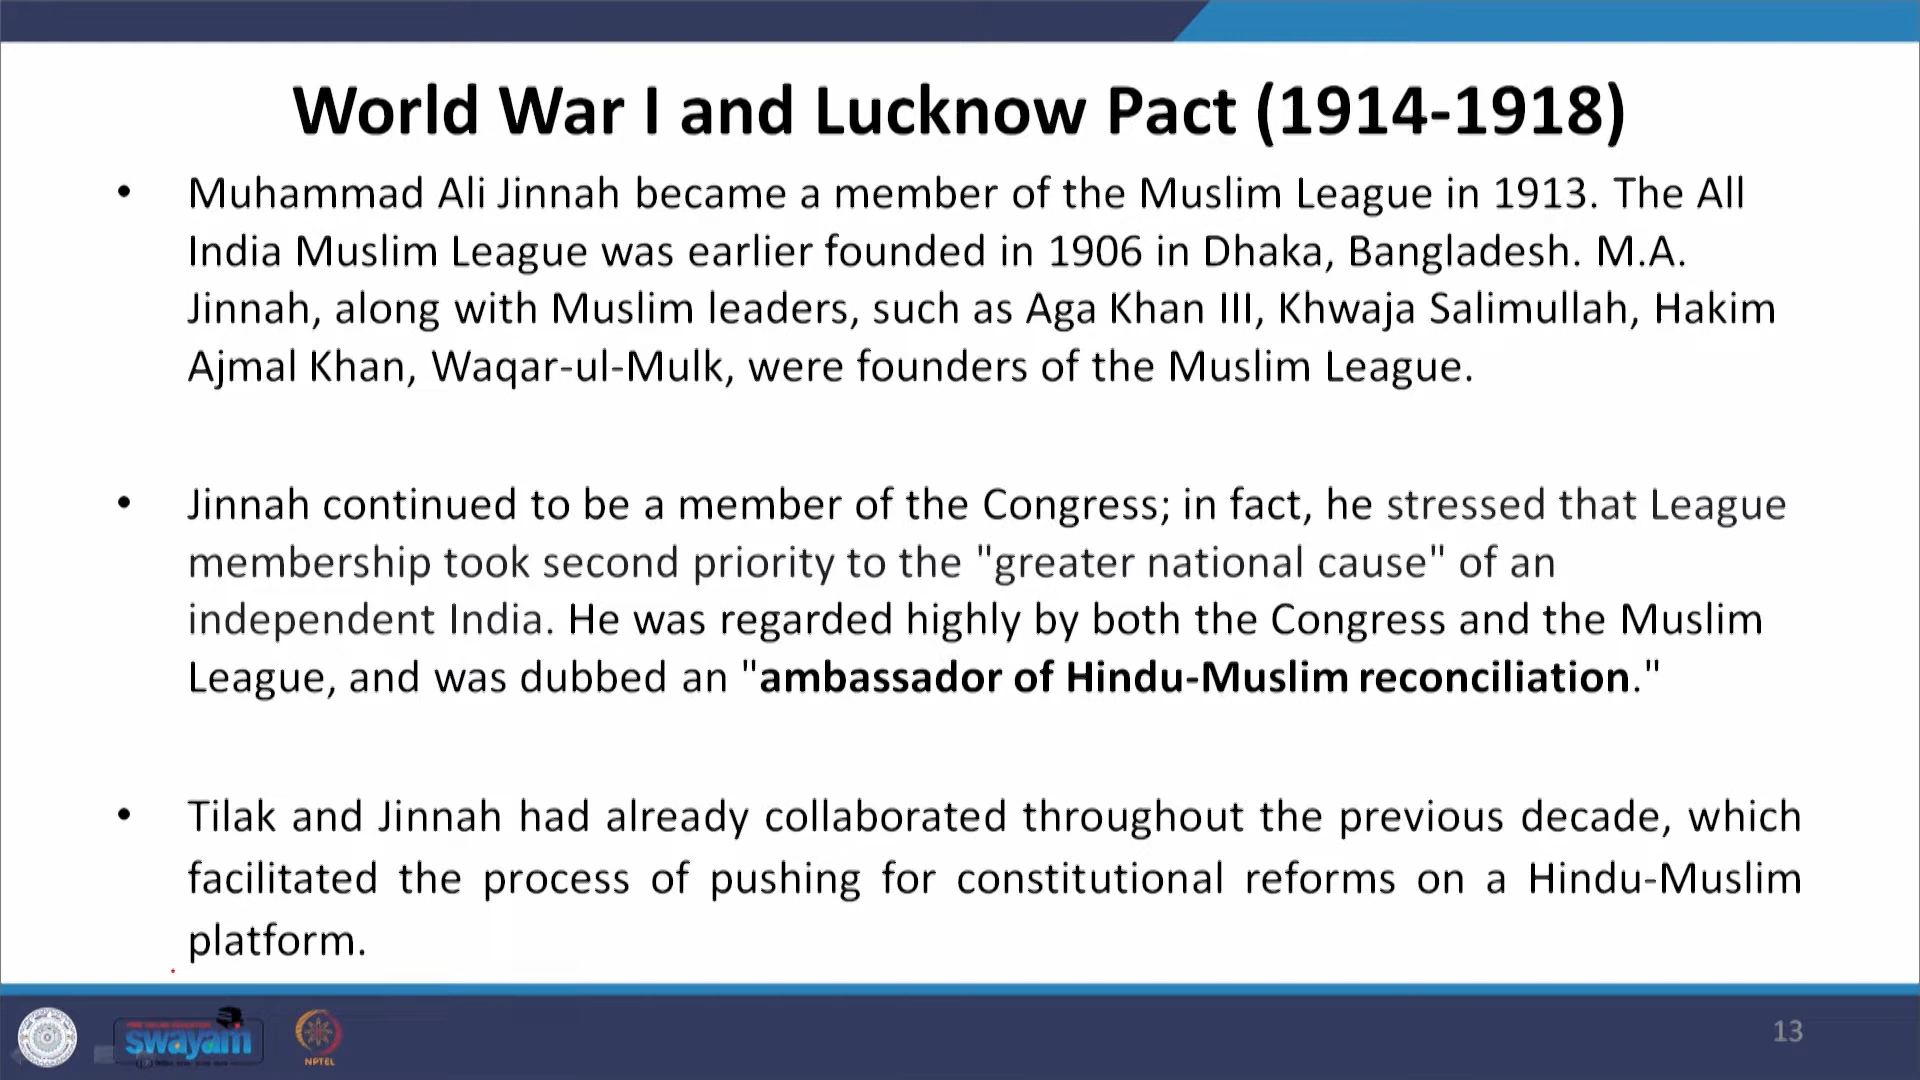 World War I and Lucknow Pact (1914-1918)
• Muhammad Ali Jinnah became a member of the Muslim League in 1913. The All
India Muslim League was earlier founded in 1906 in Dhaka, Bangladesh. M.A.
Jinnah, along with Muslim leaders, such as Aga Khan III, Khwaja Salimullah, Hakim
Ajmal Khan, Waqar-ul-Mulk, were founders of the Muslim League.
• Jinnah continued to be a member of the Congress; in fact, he stressed that League
membership took second priority to the "greater national cause" of an
independent India. He was regarded highly by both the Congress and the Muslim
League, and was dubbed an "ambassador of Hindu-Muslim reconciliation."
• Tilak and Jinnah had already collaborated throughout the previous decade, which
facilitated the process of pushing for constitutional reforms on a Hindu-Muslim
platform.
swayam
NPTEL
13